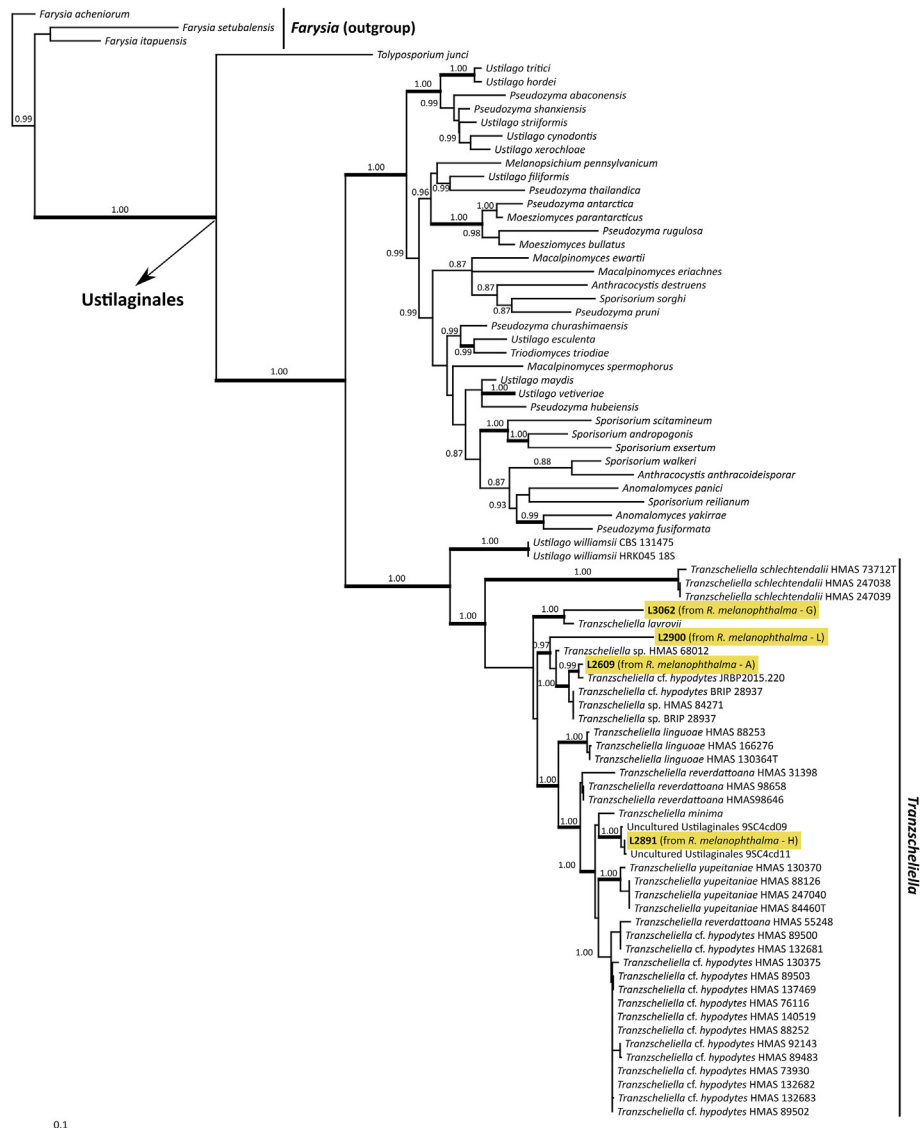 Farysia acheniorum
Farysia setubalensis
Farysia (outgroup)
Farysia itapuensis
Tolyposporium junci
1.00
Ustilago tritici
1.00
Ustilago hordei
Pseudozyma abaconensis
0.99
Pseudozyma shanxiensis
0.99
Ustilago striiformis
Ustilago cynodontis
0.99
Ustilago xerochloae
Melanopsichium pennsylvanicum
1.00
Ustilago filiformis
0.96
0.99
Pseudozyma thailandica
Pseudozyma antarctica
1.00
1.00
Moesziomyces parantarcticus
1.00
Pseudozyma rugulosa
0.98
Moesziomyces bullatus
0.99
Macalpinomyces ewartii
0.87
Macalpinomyces eriachnes
Anthracocystis destruens
0.87
Ustilaginales
Sporisorium sorghi
0.87
Pseudozyma pruni
0.99
Pseudozyma churashimaensis
0.99
Ustilago esculenta
0.99
Triodiomyces triodiae
Macalpinomyces spermophorus
1.00
Ustilago maydis
1.00
Ustilago vetiveriae
Pseudozyma hubeiensis
Sporisorium scitamineum
1.00
Sporisorium andropogonis
1.00
Sporisorium exsertum
0.87
Sporisorium walkeri
0.88
Anthracocystis anthracoideisporar
0.87
Anomalomyces panici
Sporisorium reilianum
0.93
Anomalomyces yakirrae
0.99
Pseudozyma fusiformata
Ustilago williamsii CBS 131475
1.00
Ustilago williamsii HRK045 18S
Tranzscheliella schlechtendalii HMAS 73712T
1.00
Tranzscheliella schlechtendalii HMAS 247038
1.00
Tranzscheliella schlechtendalii HMAS 247039
L3062 (from R. melanophthalma - G)
1.00
Tranzscheliella lavrovii
1.00
L2900 (from R. melanophthalma - L)
0.97
Tranzscheliella sp. HMAS 68012
L2609 (from R. melanophthalma - A)
0.99
Tranzscheliella cf. hypodytes JRBP2015.220
1.00
Tranzscheliella cf. hypodytes BRIP 28937
Tranzscheliella sp. HMAS 84271
Tranzscheliella sp. BRIP 28937
Tranzscheliella linguoae HMAS 88253
1.00
Tranzscheliella linguoae HMAS 166276
Tranzscheliella linguoae HMAS 130364T
Tranzscheliella reverdattoana HMAS 31398
1.00
Tranzscheliella reverdattoana HMAS 98658
Tranzscheliella reverdattoana HMAS98646
Tranzscheliella minima
Uncultured Ustilaginales 9SC4cd09
1.00
1.00
L2891 (from R. melanophthalma - H)
Uncultured Ustilaginales 9SC4cd11
Tranzscheliella yupeitaniae HMAS 130370
1.00
Tranzscheliella yupeitaniae HMAS 88126
Tranzscheliella yupeitaniae HMAS 247040
Tranzscheliella yupeitaniae HMAS 84460T
Tranzscheliella reverdattoana HMAS 55248
Tranzscheliella cf. hypodytes HMAS 89500
Tranzscheliella cf. hypodytes HMAS 132681
1.00
Tranzscheliella cf. hypodytes HMAS 130375
Tranzscheliella cf. hypodytes HMAS 89503
Tranzscheliella cf. hypodytes HMAS 137469
Tranzscheliella cf. hypodytes HMAS 76116
Tranzscheliella cf. hypodytes HMAS 140519
Tranzscheliella cf. hypodytes HMAS 88252
Tranzscheliella cf. hypodytes HMAS 92143
Tranzscheliella cf. hypodytes HMAS 89483
Tranzscheliella cf. hypodytes HMAS 73930
Tranzscheliella cf. hypodytes HMAS 132682
Tranzscheliella cf. hypodytes HMAS 132683
Tranzscheliella cf. hypodytes HMAS 89502
Tranzscheliella
0.1